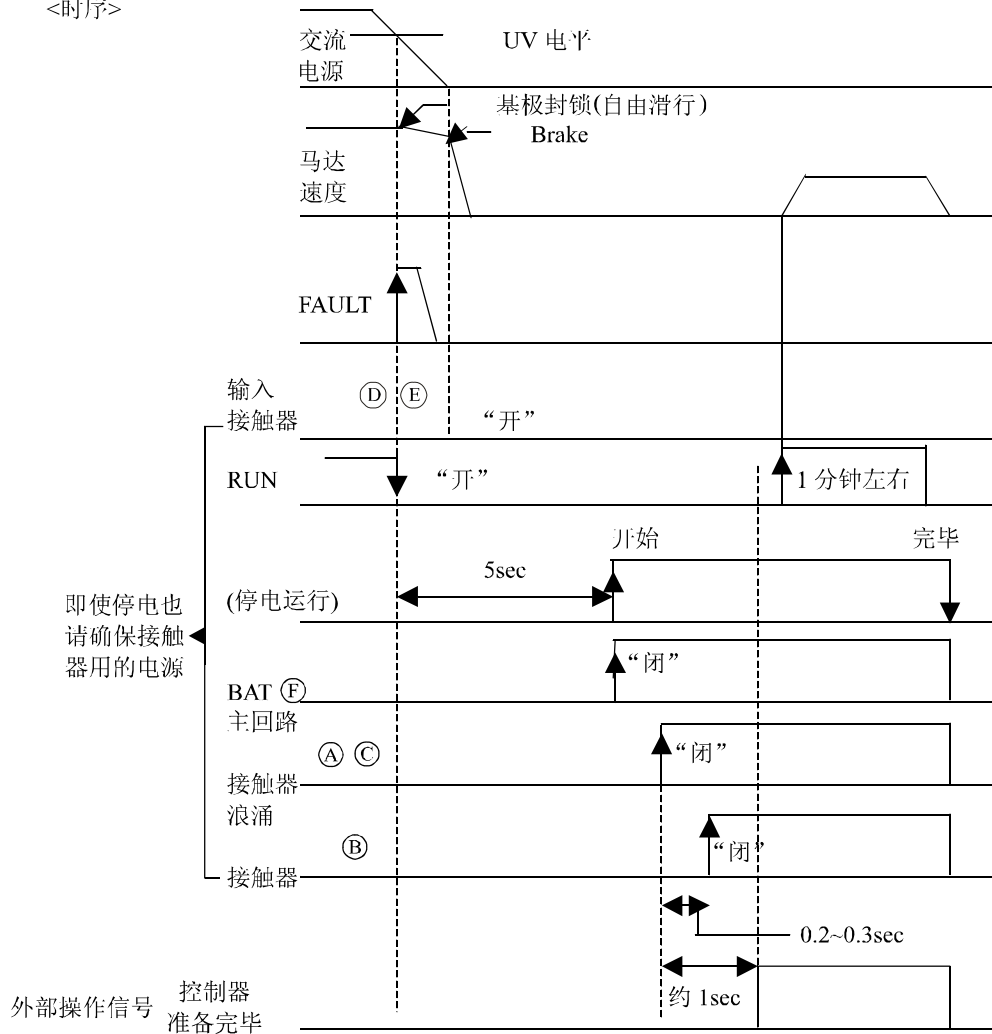 <时序>
交流
电源
UV 电平
基极封锁(自由滑行)
Brake
马达
速度
FAULT
输入
接触器
Ⓓ Ⓔ
“开”
RUN
“开”
1 分钟左右
开始
完毕
5sec
(停电运行)
即使停电也
请确保接触
器用的电源
“闭”
BAT Ⓕ
主回路
Ⓐ Ⓒ
“闭”
接触器
浪涌
Ⓑ
“闭”
接触器
0.2~0.3sec
约 1sec
外部操作信号
控制器
准备完毕